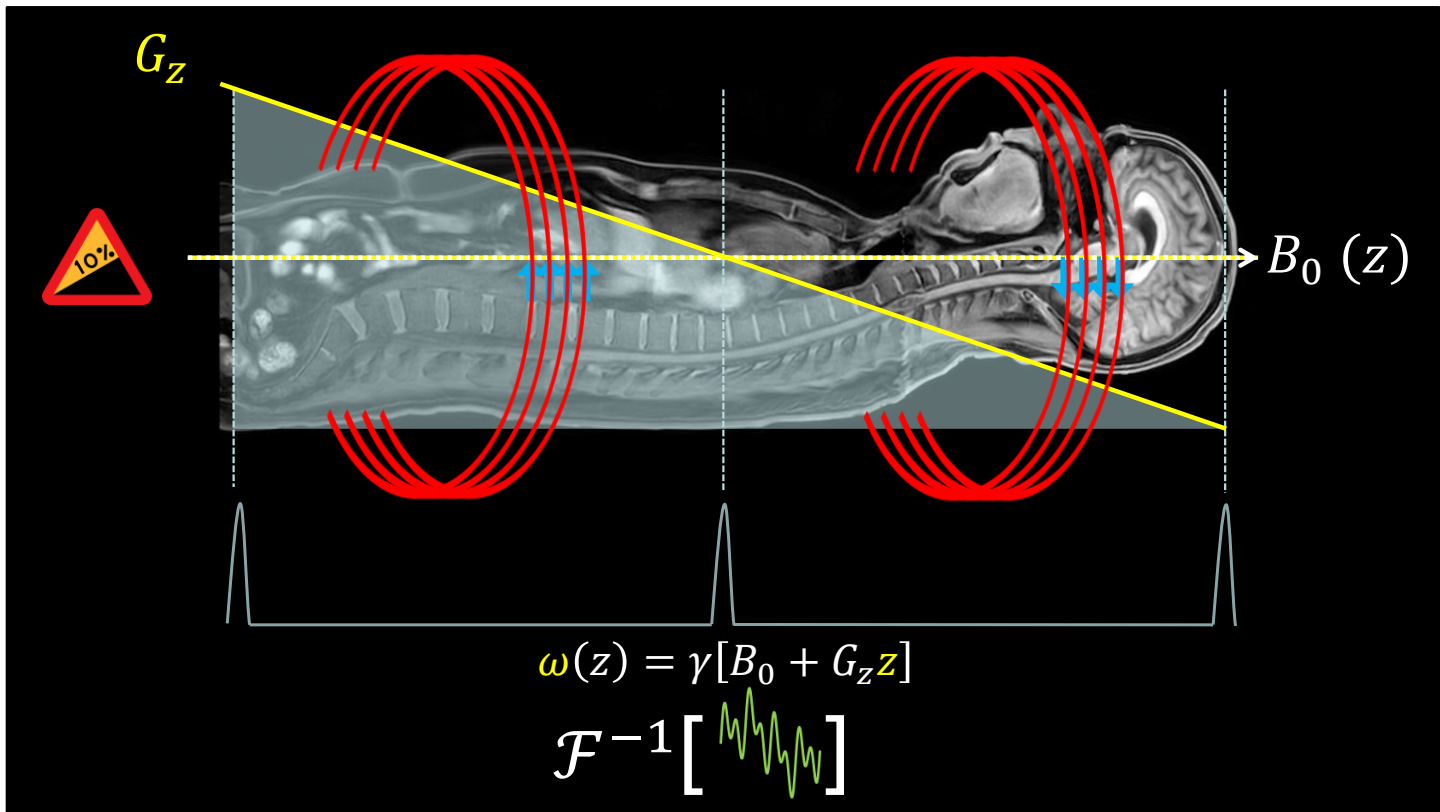 G_z
10%
B_0 (z)
ω(z) = γ[B_0 + G_z z]
ℱ^{-1}[ ]